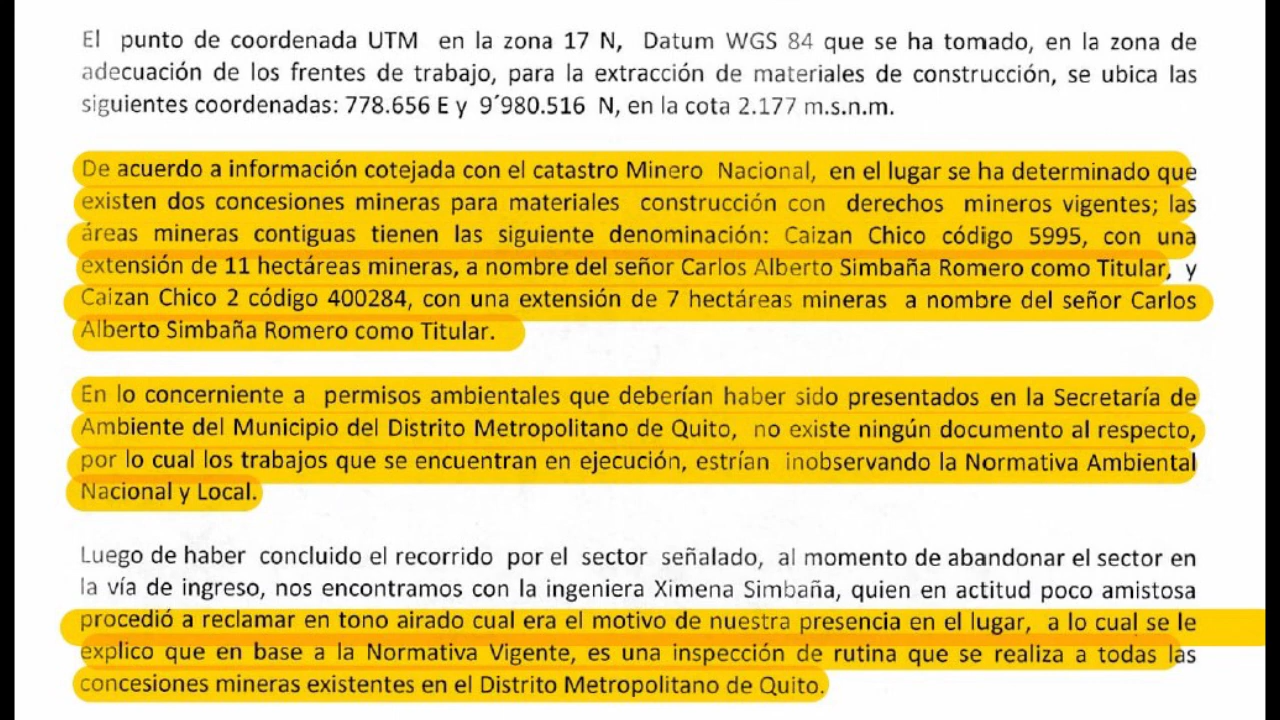 El punto de coordenada UTM en la zona 17 N, Datum WGS 84 que se ha tomado, en la zona de
adecuación de los frentes de trabajo, para la extracción de materiales de construcción, se ubica las
siguientes coordenadas: 778.656 E y 9´980.516 N, en la cota 2.177 m.s.n.m.
De acuerdo a información cotejada con el catastro Minero Nacional, en el lugar se ha determinado que
existen dos concesiones mineras para materiales construcción con derechos mineros vigentes; las
áreas mineras contiguas tienen las siguiente denominación: Caizan Chico código 5995, con una
extensión de 11 hectáreas mineras, a nombre del señor Carlos Alberto Simbaña Romero como Titular, y
Caizan Chico 2 código 400284, con una extensión de 7 hectáreas mineras a nombre del señor Carlos
Alberto Simbaña Romero como Titular.
En lo concerniente a permisos ambientales que deberían haber sido presentados en la Secretaría de
Ambiente del Municipio del Distrito Metropolitano de Quito, no existe ningún documento al respecto,
por lo cual los trabajos que se encuentran en ejecución, estrían inobservando la Normativa Ambiental
Nacional y Local.
Luego de haber concluido el recorrido por el sector señalado, al momento de abandonar el sector en
la vía de ingreso, nos encontramos con la ingeniera Ximena Simbaña, quien en actitud poco amistosa
procedió a reclamar en tono airado cual era el motivo de nuestra presencia en el lugar, a lo cual se le
explico que en base a la Normativa Vigente, es una inspección de rutina que se realiza a todas las
concesiones mineras existentes en el Distrito Metropolitano de Quito.